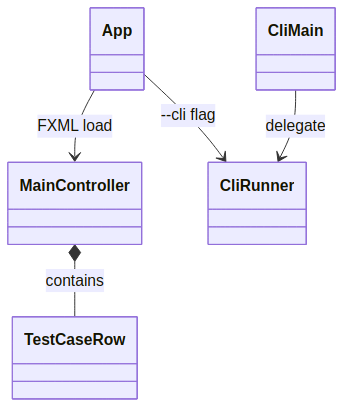 App
CliMain
FXML load
--cli flag
delegate
MainController
CliRunner
contains
TestCaseRow